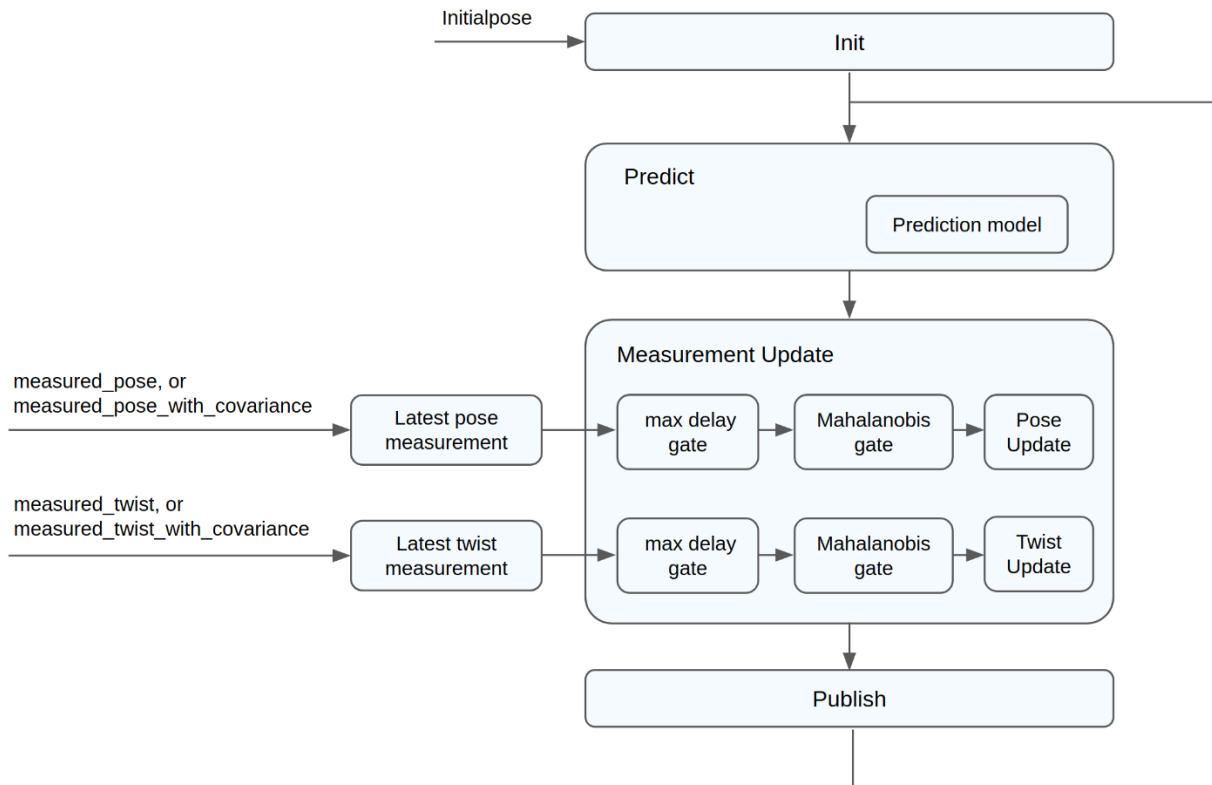 Initialpose
Init
Predict
Prediction model
Measurement Update
measured_pose, or
measured_pose_with_covariance
Latest pose
measurement
max delay
gate
Mahalanobis
gate
Pose
Update
measured_twist, or
measured_twist_with_covariance
Latest twist
measurement
max delay
gate
Mahalanobis
gate
Twist
Update
Publish